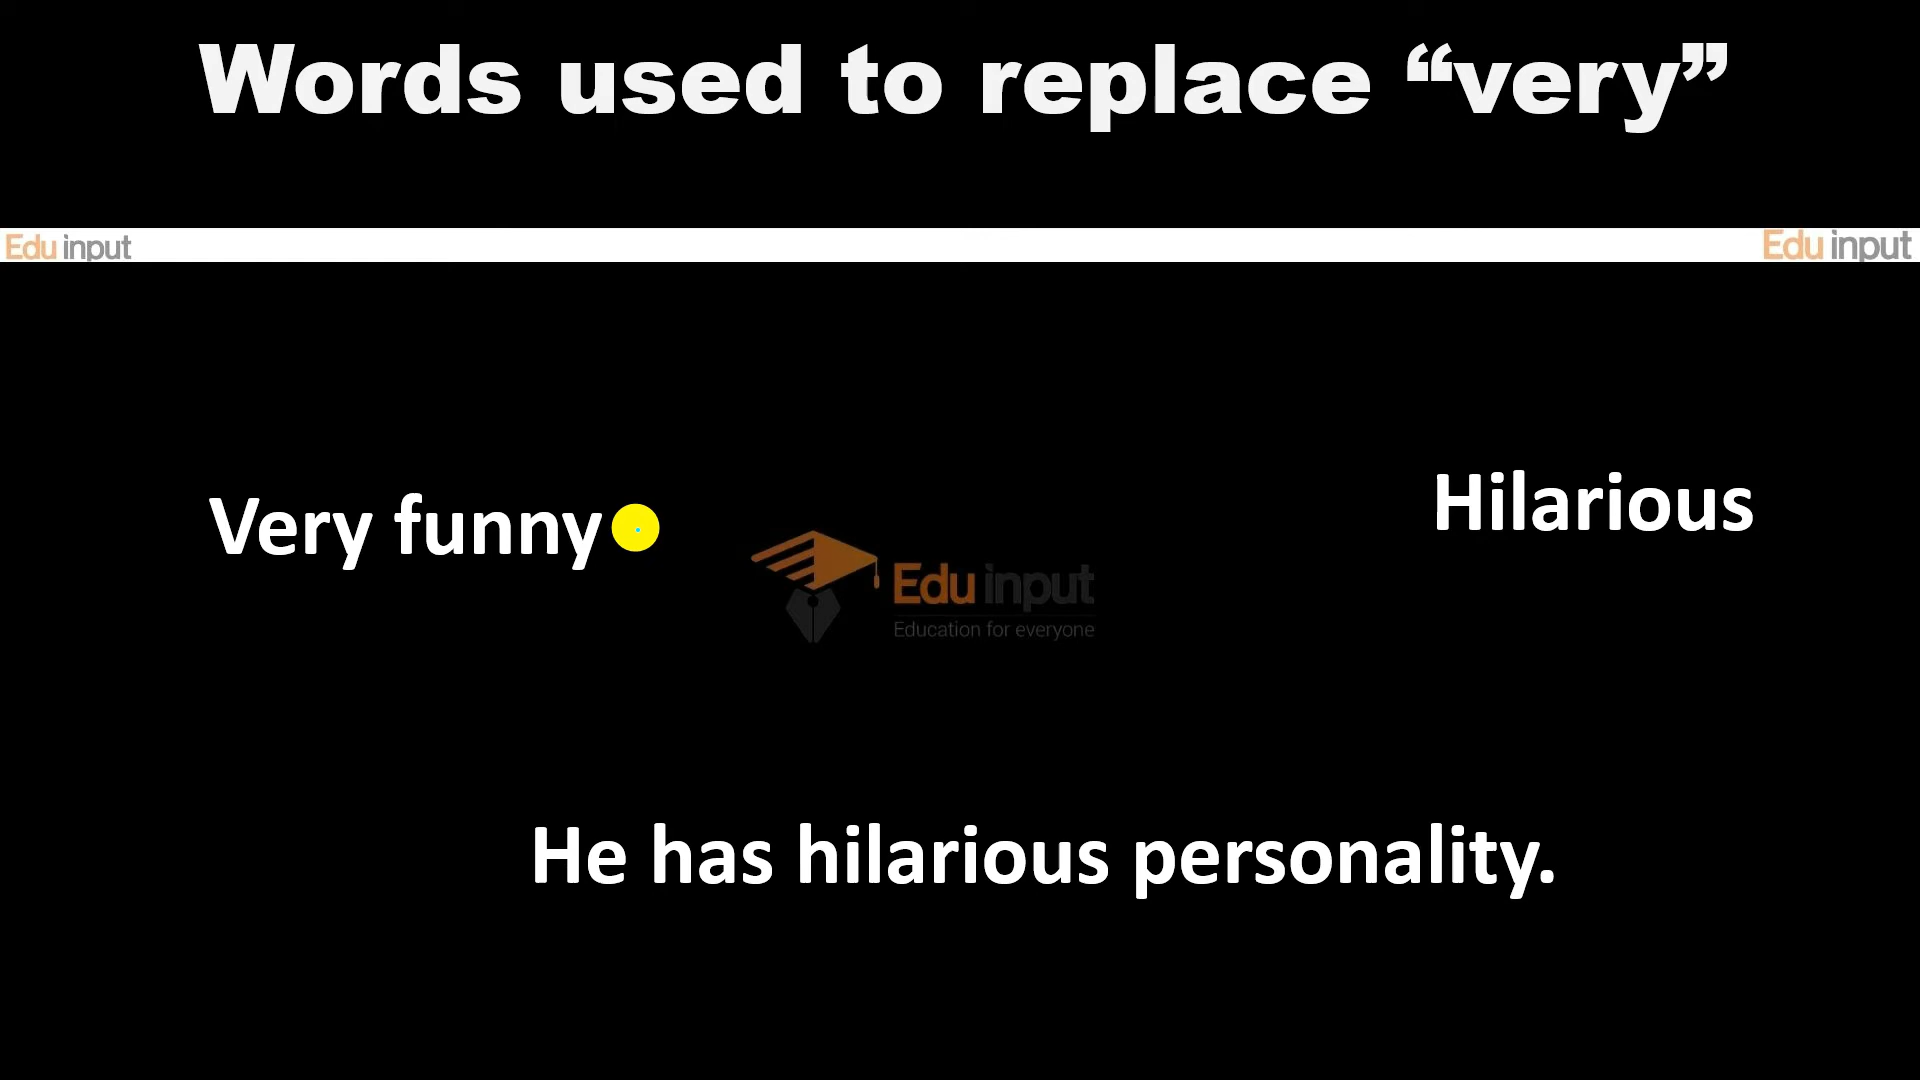 Words used to replace “very”
Edu input
Edu input
Very funny
Hilarious
Edu input
Education for everyone
He has hilarious personality.